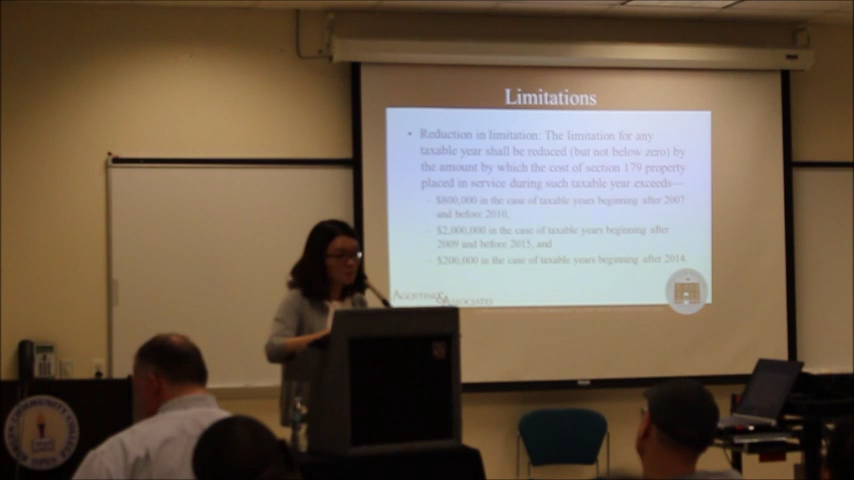 Limitations
• Reduction in limitation: The limitation for any
taxable year shall be reduced (but not below zero) by
the amount by which the cost of section 179 property
placed in service during such taxable year exceeds—
– $800,000 in the case of taxable years beginning after 2007
and before 2010,
– $2,000,000 in the case of taxable years beginning after
2009 and before 2015, and
– $200,000 in the case of taxable years beginning after 2014
AGOSTINO
& ASSOCIATES
COMMUNITY COLLEGE